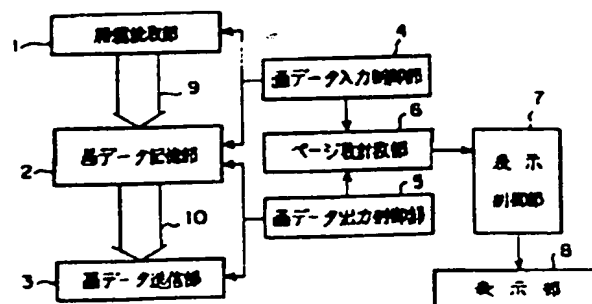 1
原稿読取部
9
2
画データ記憶部
10
3
画データ送信部
4
画データ入力制御部
6
ページ数計数部
5
画データ出力制御部
7
表示
制御部
8
表示部